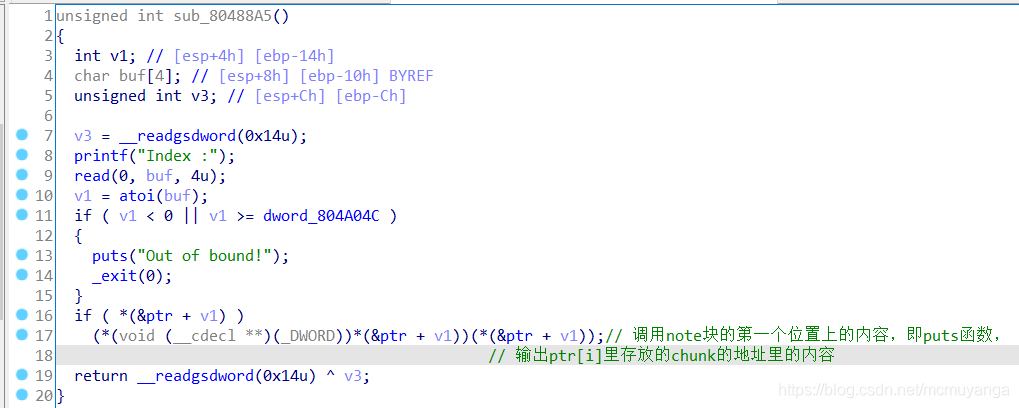 1 unsigned int sub_80488A5()
2 {
3 int v1; // [esp+4h] [ebp-14h]
4 char buf[4]; // [esp+8h] [ebp-10h] BYREF
5 unsigned int v3; // [esp+Ch] [ebp-Ch]
6
7 v3 = __readgsdword(0x14u);
8 printf("Index :");
9 read(0, buf, 4u);
10 v1 = atoi(buf);
11 if ( v1 < 0 || v1 >= dword_804A04C )
12 {
13 puts("Out of bound!");
14 _exit(0);
15 }
16 if ( *(&ptr + v1) )
17 (*(void (__cdecl **)(_DWORD))*(&ptr + v1))(*(&ptr + v1));// 调用note块的第一个位置上的内容，即puts函数，
18 // 输出ptr[i]里存放的chunk的地址里的内容
19 return __readgsdword(0x14u) ^ v3;
20 }
https://blog.csdn.net/mcmuyanga